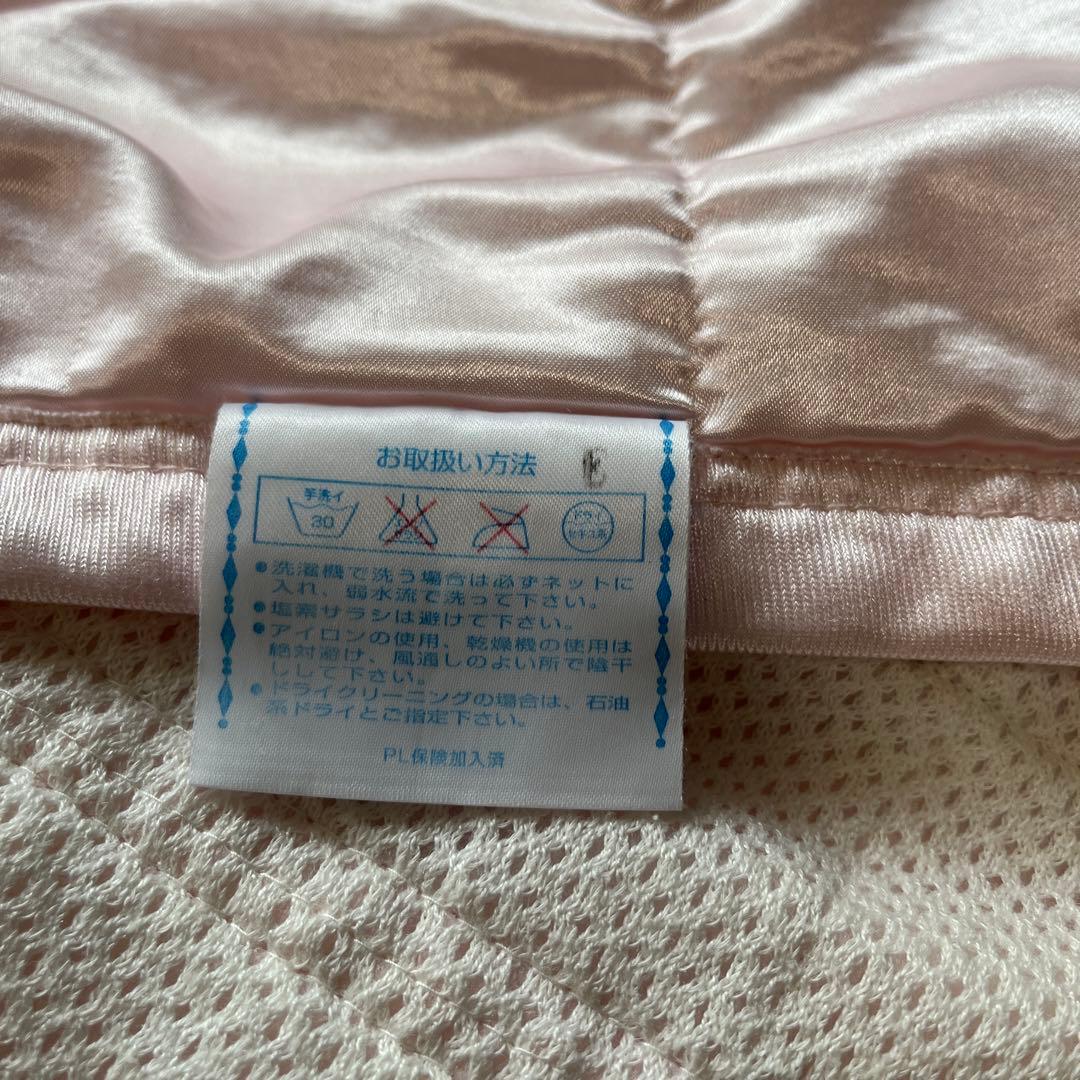 お取扱い方法
手洗イ
30
ドライ
セキユ系
●洗濯機で洗う場合は必ずネットに
入れ、弱水流で洗って下さい。
●塩素サラシは避けて下さい。
●アイロンの使用、乾燥機の使用は
絶対避け、風通しのよい所で陰干
ししして下さい。
●ドライクリーニングの場合は、石油
系ドライとご指定下さい。
PL保険加入済